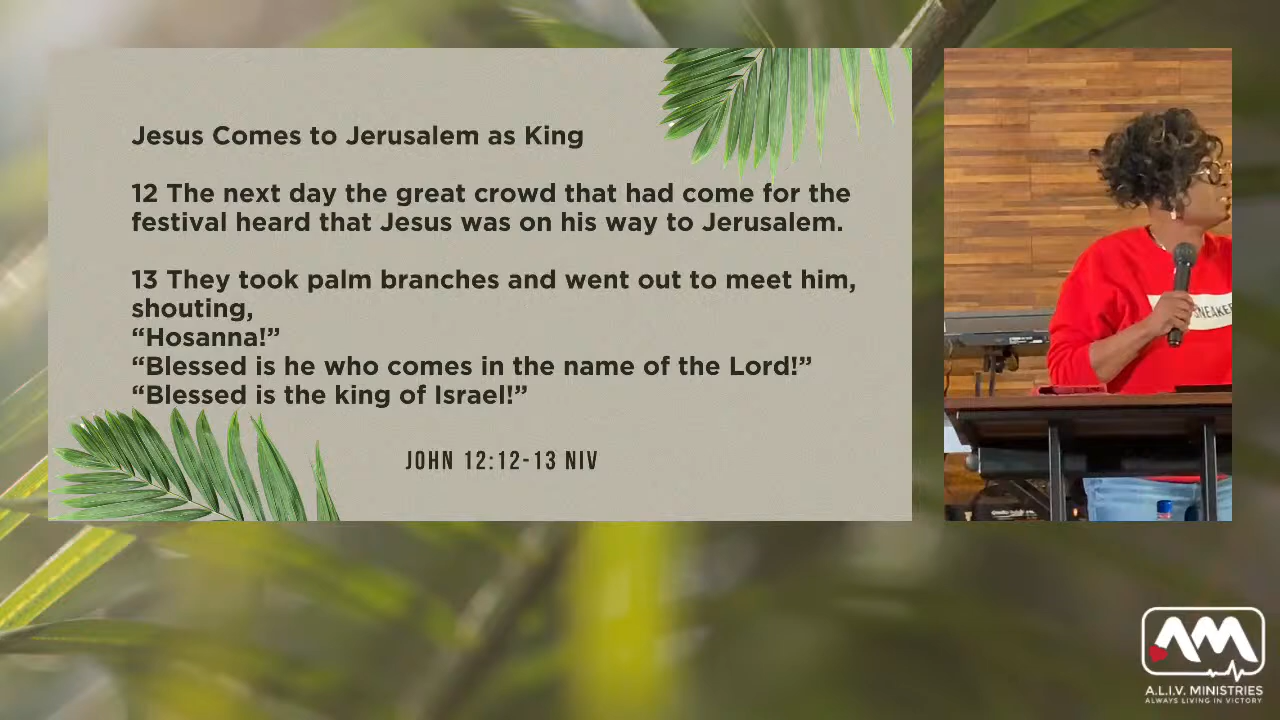 Jesus Comes to Jerusalem as King
12 The next day the great crowd that had come for the
festival heard that Jesus was on his way to Jerusalem.
13 They took palm branches and went out to meet him,
shouting,
“Hosanna!”
“Blessed is he who comes in the name of the Lord!”
“Blessed is the king of Israel!”
JOHN 12:12-13 NIV
AM
A.L.I.V. MINISTRIES
ALWAYS LIVING IN VICTORY